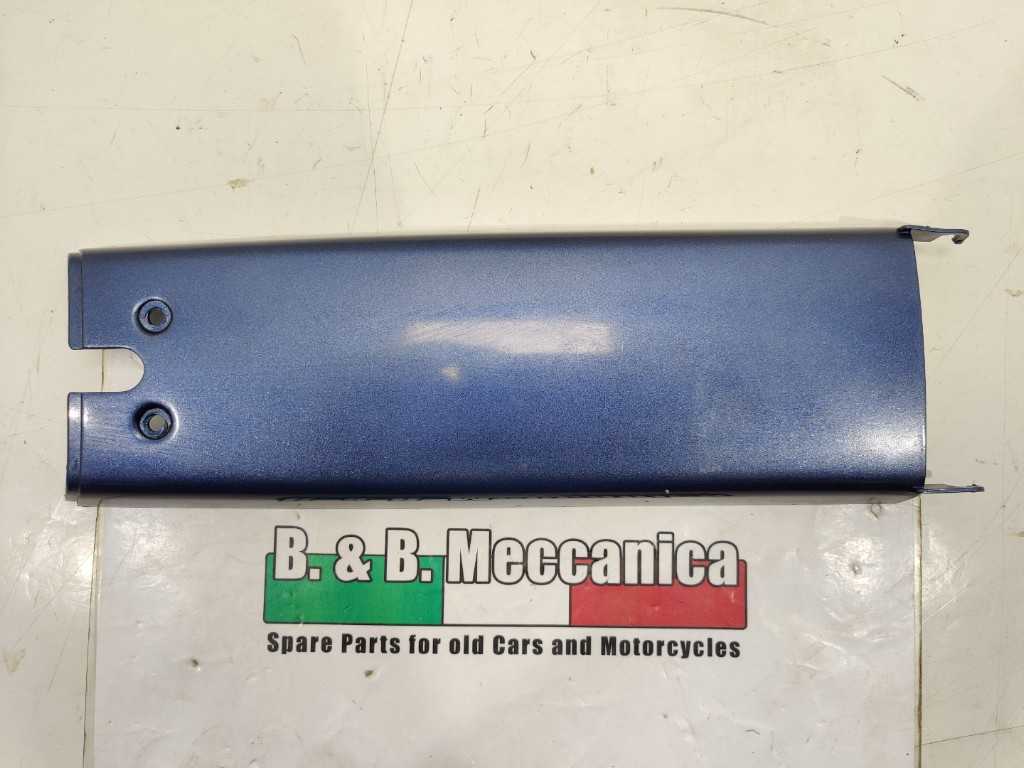 B. & B. Meccanica
Spare Parts for old Cars and Motorcycles